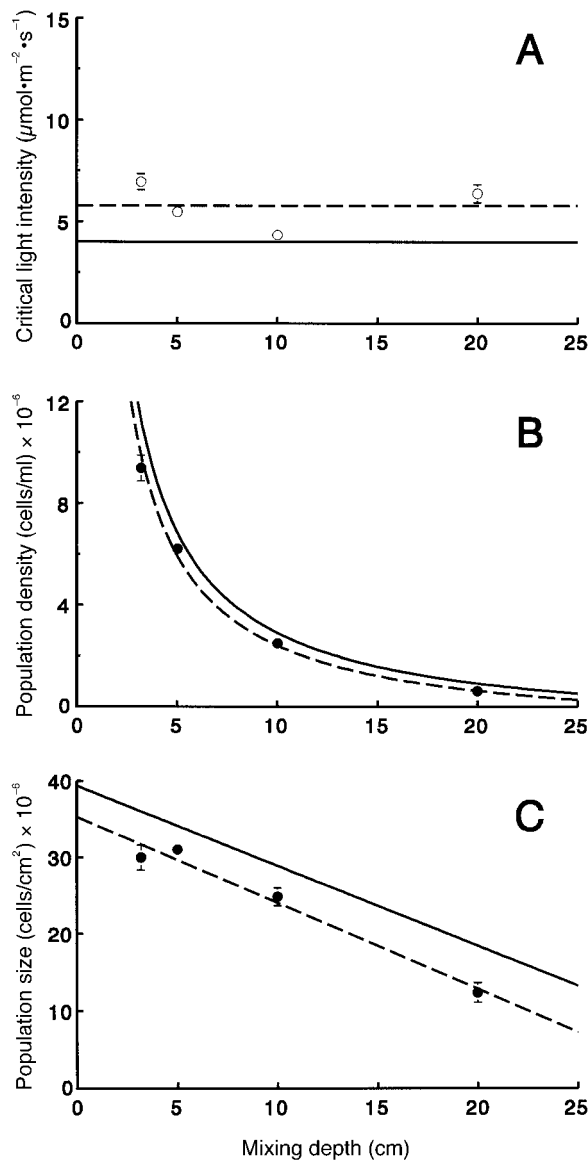 A
Critical light intensity (µmol•m⁻²•s⁻¹)
15
10
5
0
0 5 10 15 20 25
B
Population density (cells/ml) × 10⁻⁶
12
8
4
0
0 5 10 15 20 25
C
Population size (cells/cm²) × 10⁻⁶
40
30
20
10
0
0 5 10 15 20 25
Mixing depth (cm)